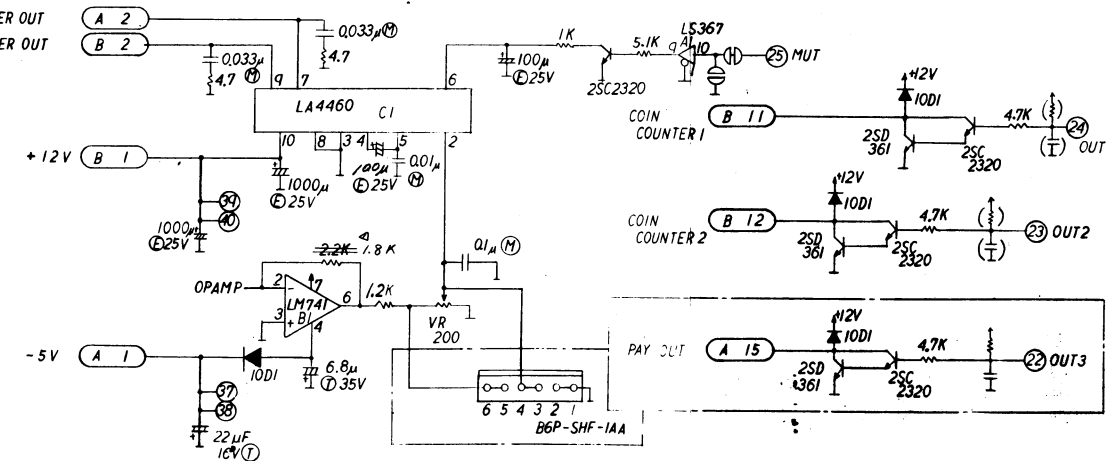 ER OUT A 2
ER OUT B 2
0.033μ Ⓜ
4.7
0.033μ
Ⓜ
4.7
9 7
6
LA4460 C1
10 8 3 4 5 2
100μ
Ⓔ25V
1K
2SC2320
5.1K
LS367
9 A 10
25 MUT
+12V
10D1
COIN
COUNTER 1
B 11
2SD
361
2SC
2320
4.7K
( )
( )
24
OUT
+12V B 1
1000μ
Ⓔ25V
100μ
Ⓔ25V
0.01μ
Ⓜ
39
40
1000μ
Ⓔ25V
+12V
10D1
COIN
COUNTER 2
B 12
2SD
361
2SC
2320
4.7K
( )
( )
23 OUT2
2.2K 1.8K
0.1μ Ⓜ
OPAMP
2 - 7
LM741 6
3 + B1
4
1.2K
VR
200
-5V A 1
10D1
6.8μ
Ⓣ 35V
37
38
22μF
16V Ⓣ
6 5 4 3 2 1
B6P-SHF-1AA
+12V
10D1
PAY OUT A 15
2SD
361
2SC
2320
4.7K
22 OUT3